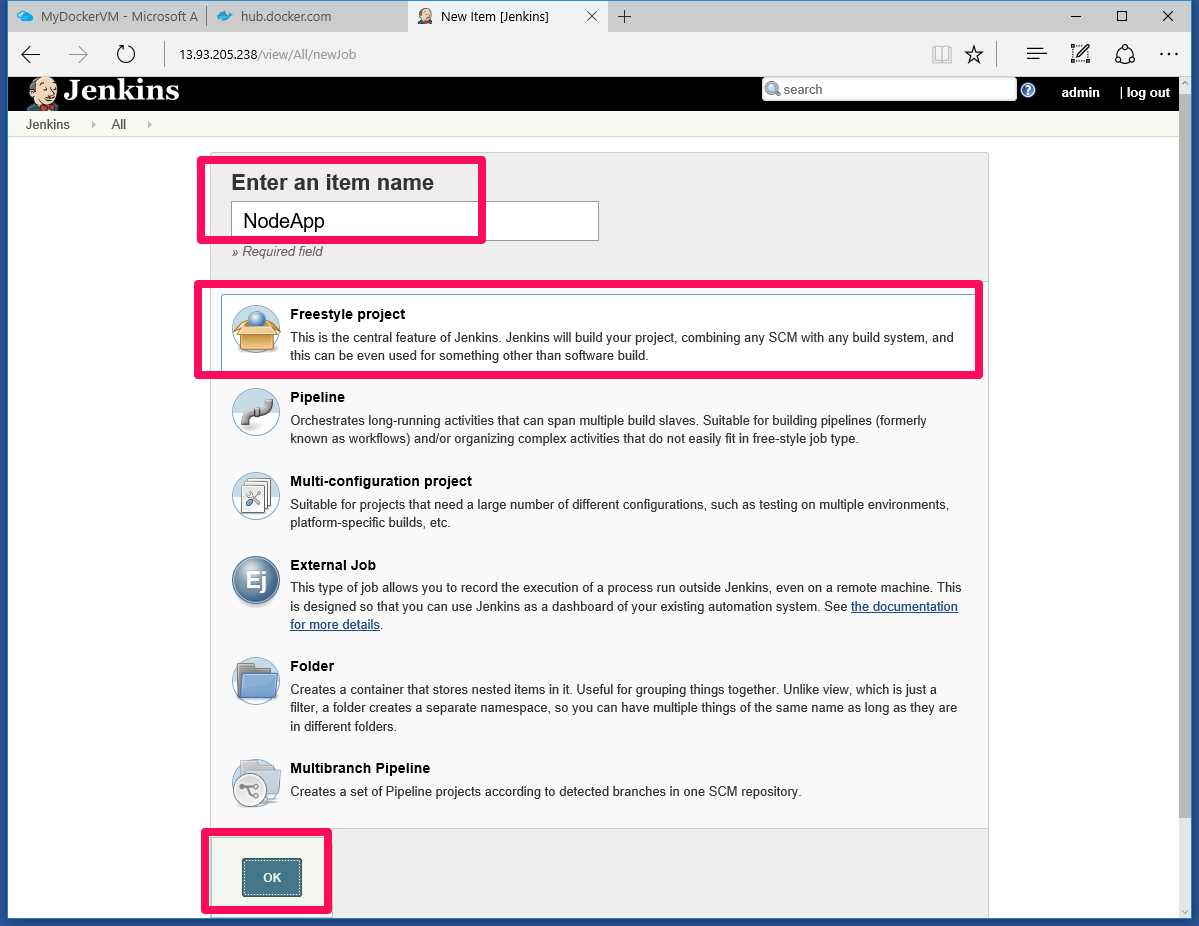 MyDockerVM - Microsoft A
hub.docker.com
New Item [Jenkins]
13.93.205.238/view/All/newJob
Jenkins
search
admin
| log out
Jenkins
All
Enter an item name
NodeApp
» Required field
Freestyle project
This is the central feature of Jenkins. Jenkins will build your project, combining any SCM with any build system, and
this can be even used for something other than software build.
Pipeline
Orchestrates long-running activities that can span multiple build slaves. Suitable for building pipelines (formerly
known as workflows) and/or organizing complex activities that do not easily fit in free-style job type.
Multi-configuration project
Suitable for projects that need a large number of different configurations, such as testing on multiple environments,
platform-specific builds, etc.
Ej
External Job
This type of job allows you to record the execution of a process run outside Jenkins, even on a remote machine. This
is designed so that you can use Jenkins as a dashboard of your existing automation system. See the documentation
for more details.
Folder
Creates a container that stores nested items in it. Useful for grouping things together. Unlike view, which is just a
filter, a folder creates a separate namespace, so you can have multiple things of the same name as long as they are
in different folders.
Multibranch Pipeline
Creates a set of Pipeline projects according to detected branches in one SCM repository.
OK